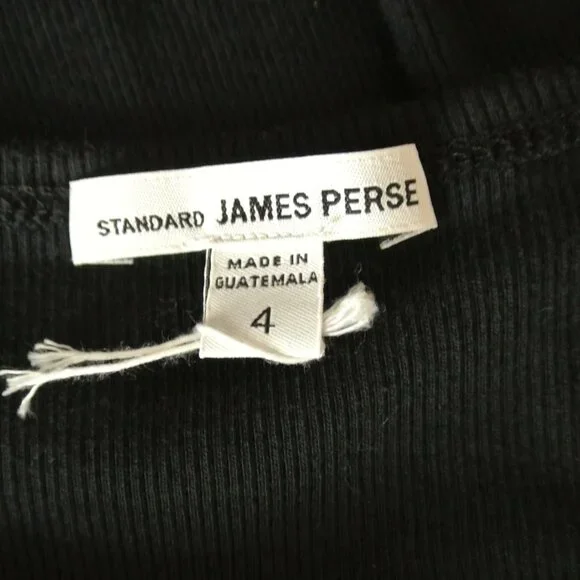 STANDARD JAMES PERSE
MADE IN
GUATEMALA
4